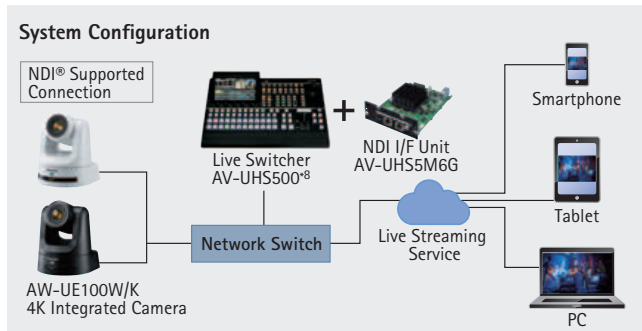 System Configuration
NDI® Supported
Connection
Live Switcher
AV-UHS500*8
+
NDI I/F Unit
AV-UHS5M6G
Smartphone
Tablet
PC
Network Switch
Live Streaming
Service
AW-UE100W/K
4K Integrated Camera